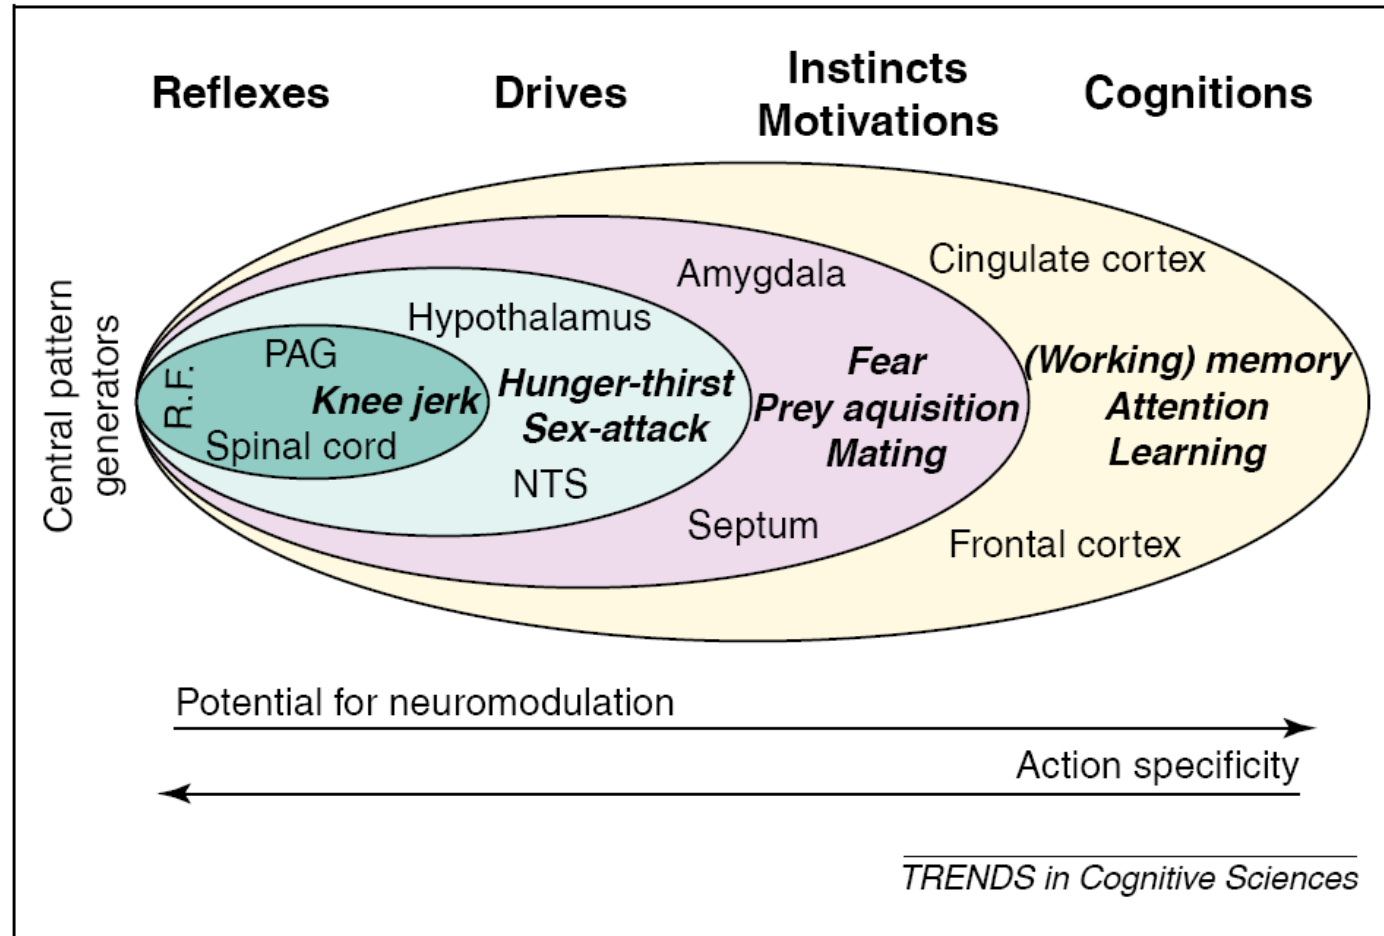 Reflexes
Drives
Instincts
Motivations
Cognitions
Central pattern
generators
R.F.
PAG
Knee jerk
Spinal cord
Hypothalamus
Hunger-thirst
Sex-attack
NTS
Amygdala
Fear
Prey aquisition
Mating
Septum
Cingulate cortex
(Working) memory
Attention
Learning
Frontal cortex
Potential for neuromodulation
Action specificity
TRENDS in Cognitive Sciences